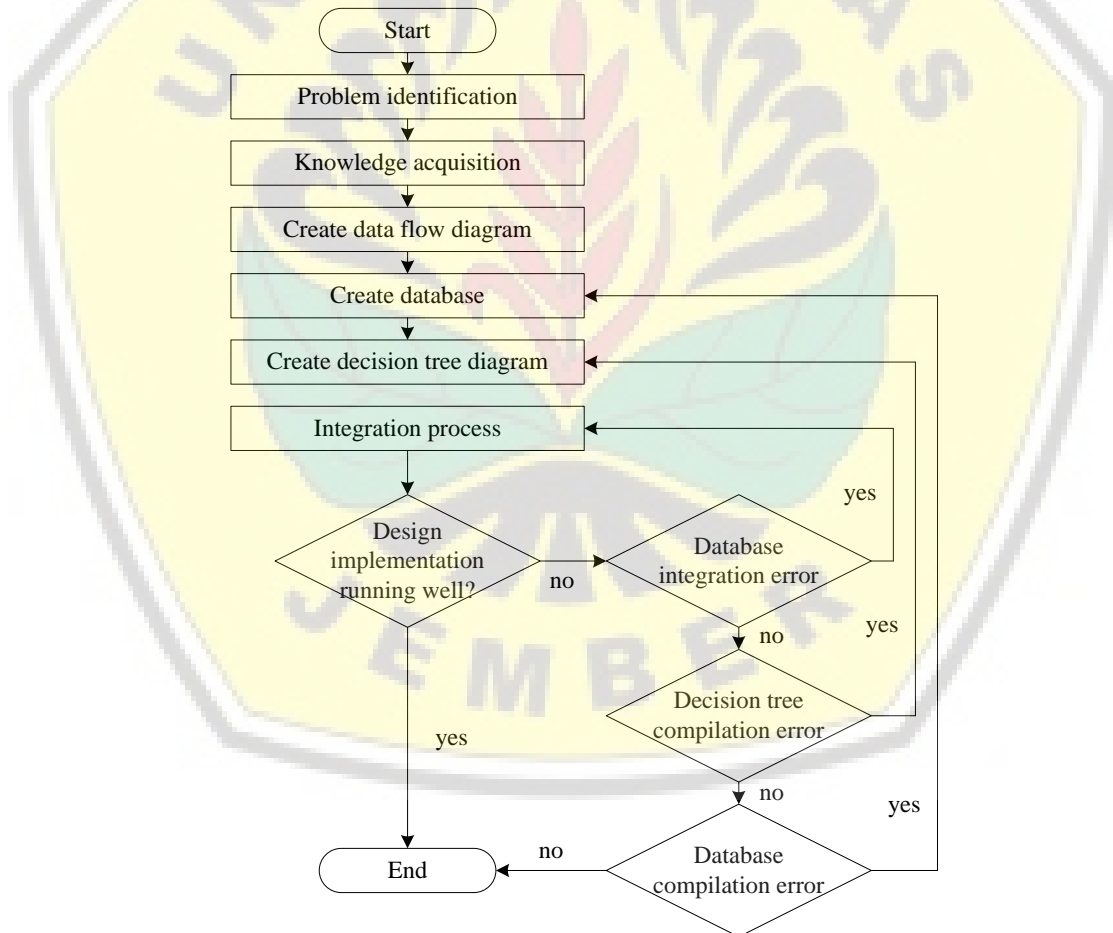 UNIVERSITAS
Start
Problem identification
Knowledge acquisition
Create data flow diagram
Create database
Create decision tree diagram
Integration process
yes
Design
implementation
running well?
no
Database
integration error
yes
no
Decision tree
compilation error
yes
no
yes
Database
compilation error
no
End
JEMBER